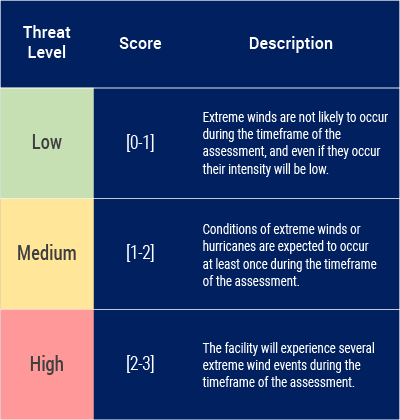 Threat
Level
Score
Description
Low
[0-1]
Extreme winds are not likely to occur
during the timeframe of the
assessment, and even if they occur
their intensity will be low.
Medium
[1-2]
Conditions of extreme winds or
hurricanes are expected to occur
at least once during the timeframe
of the assessment.
High
[2-3]
The facility will experience several
extreme wind events during the
timeframe of the assessment.